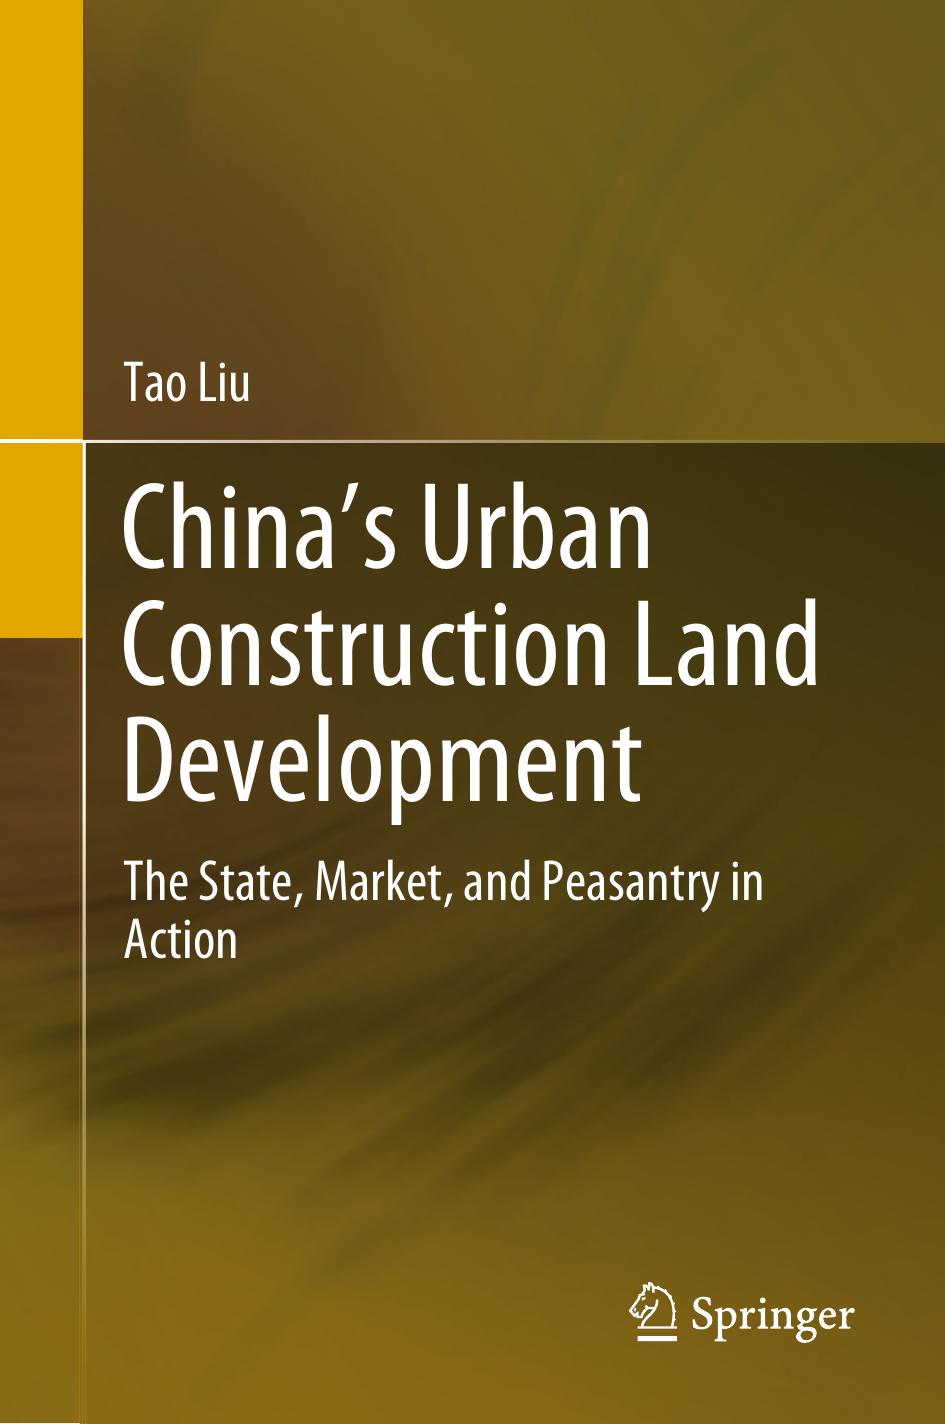 Tao Liu
China’s Urban
Construction Land
Development
The State, Market, and Peasantry in
Action
Springer